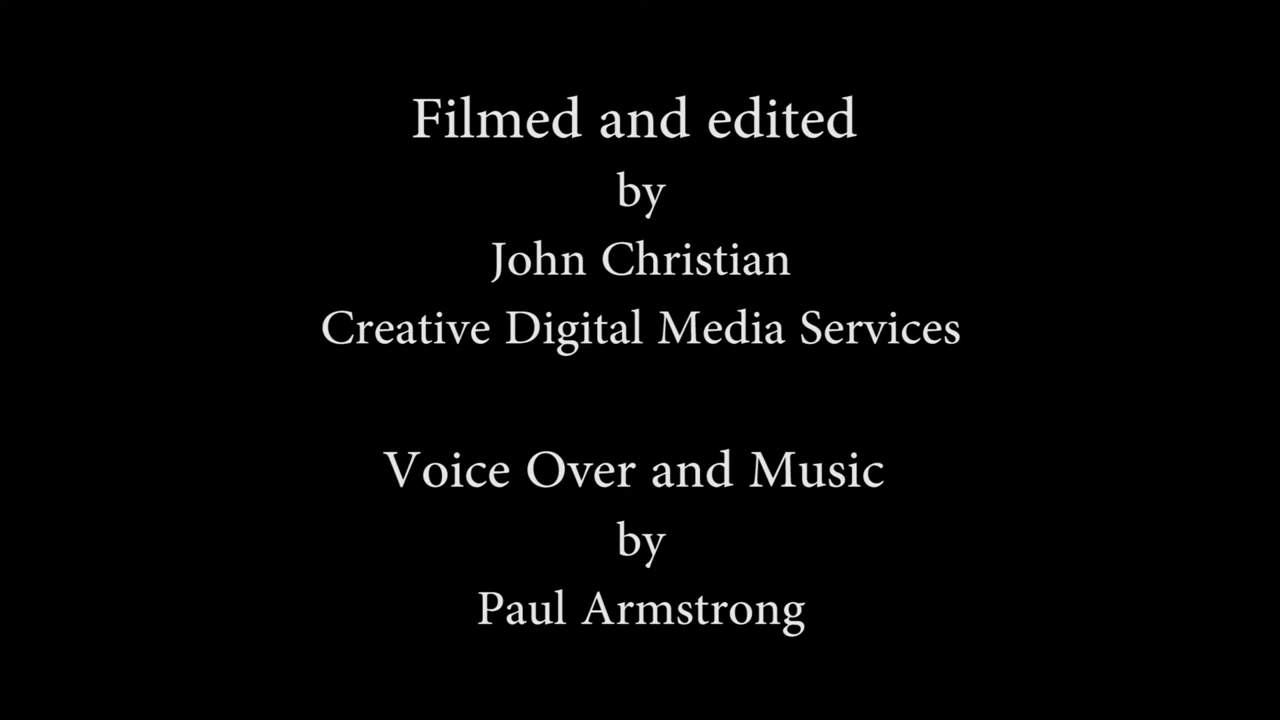 Filmed and edited
by
John Christian
Creative Digital Media Services
Voice Over and Music
by
Paul Armstrong